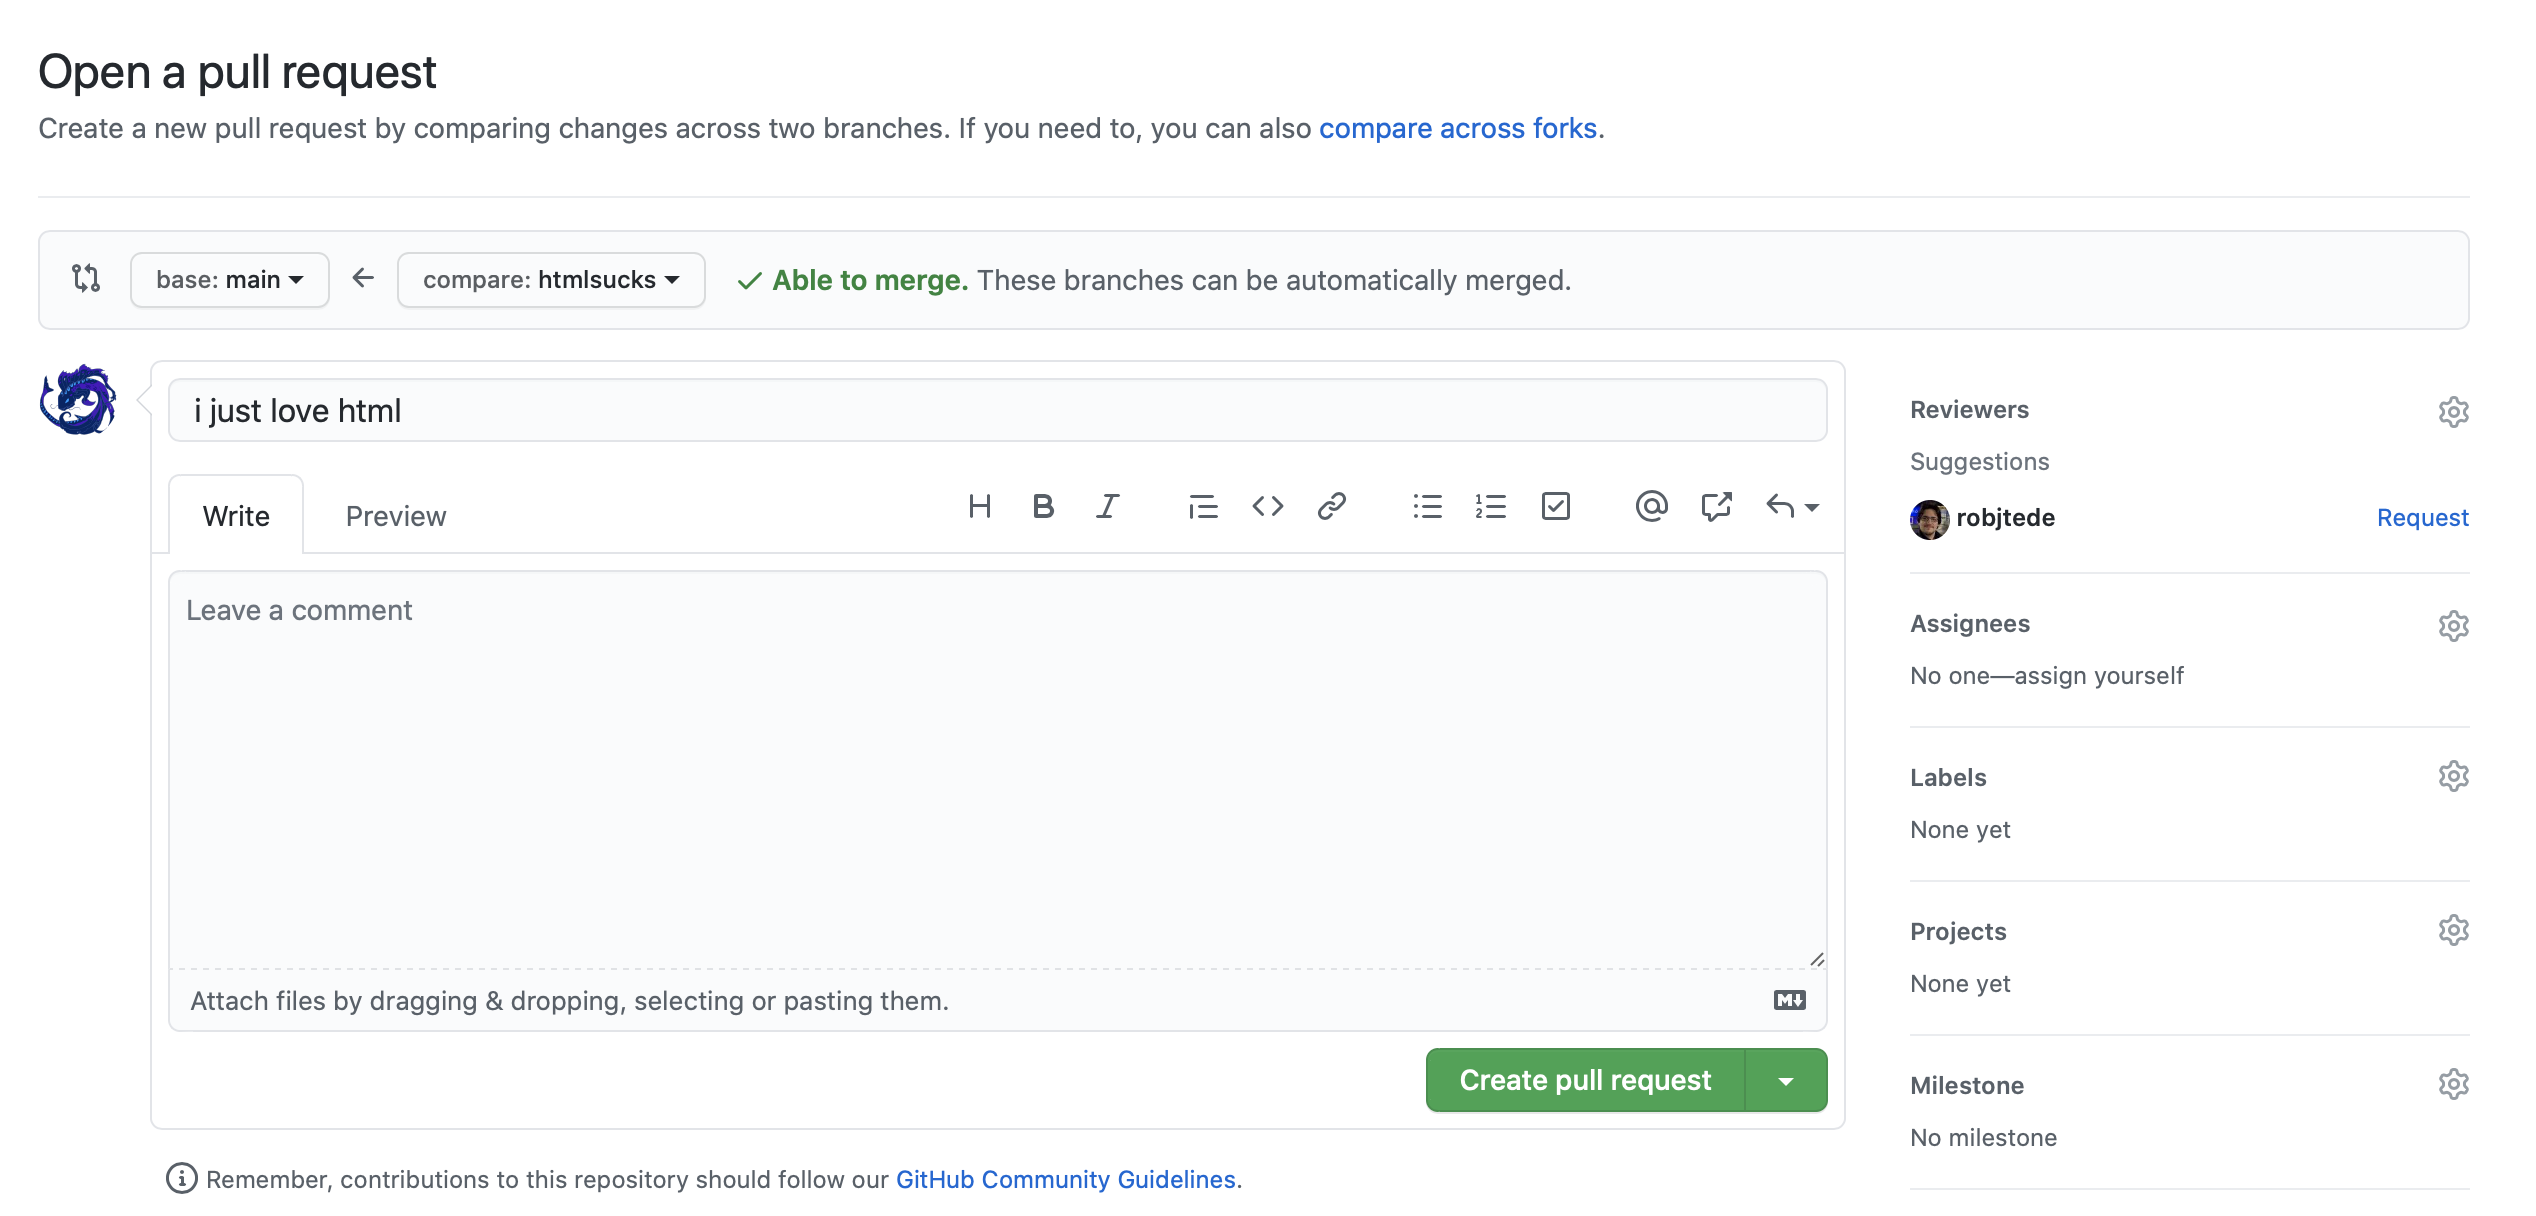 Open a pull request
Create a new pull request by comparing changes across two branches. If you need to, you can also compare across forks.
base: main
compare: htmlsucks
Able to merge. These branches can be automatically merged.
i just love html
Write
Preview
Leave a comment
Attach files by dragging & dropping, selecting or pasting them.
Create pull request
Remember, contributions to this repository should follow our GitHub Community Guidelines.
Reviewers
Suggestions
robjtede
Request
Assignees
No one—assign yourself
Labels
None yet
Projects
None yet
Milestone
No milestone